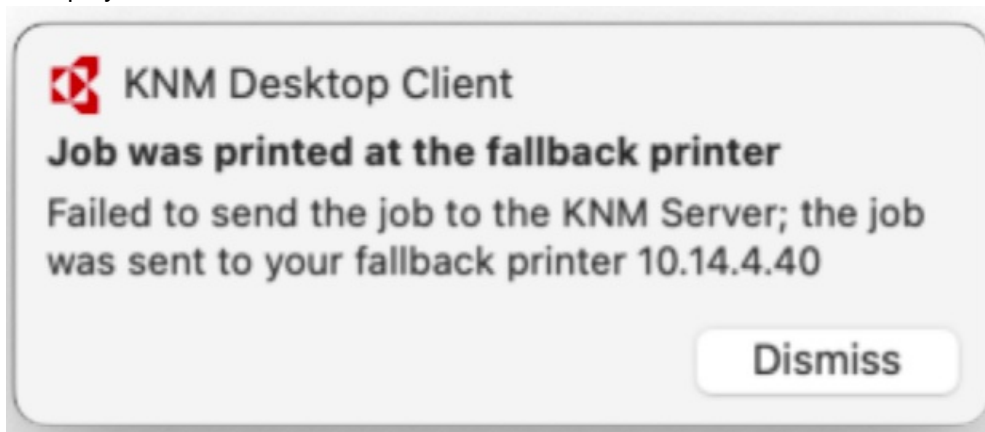 KNM Desktop Client
Job was printed at the fallback printer
Failed to send the job to the KNM Server; the job
was sent to your fallback printer 10.14.4.40
Dismiss